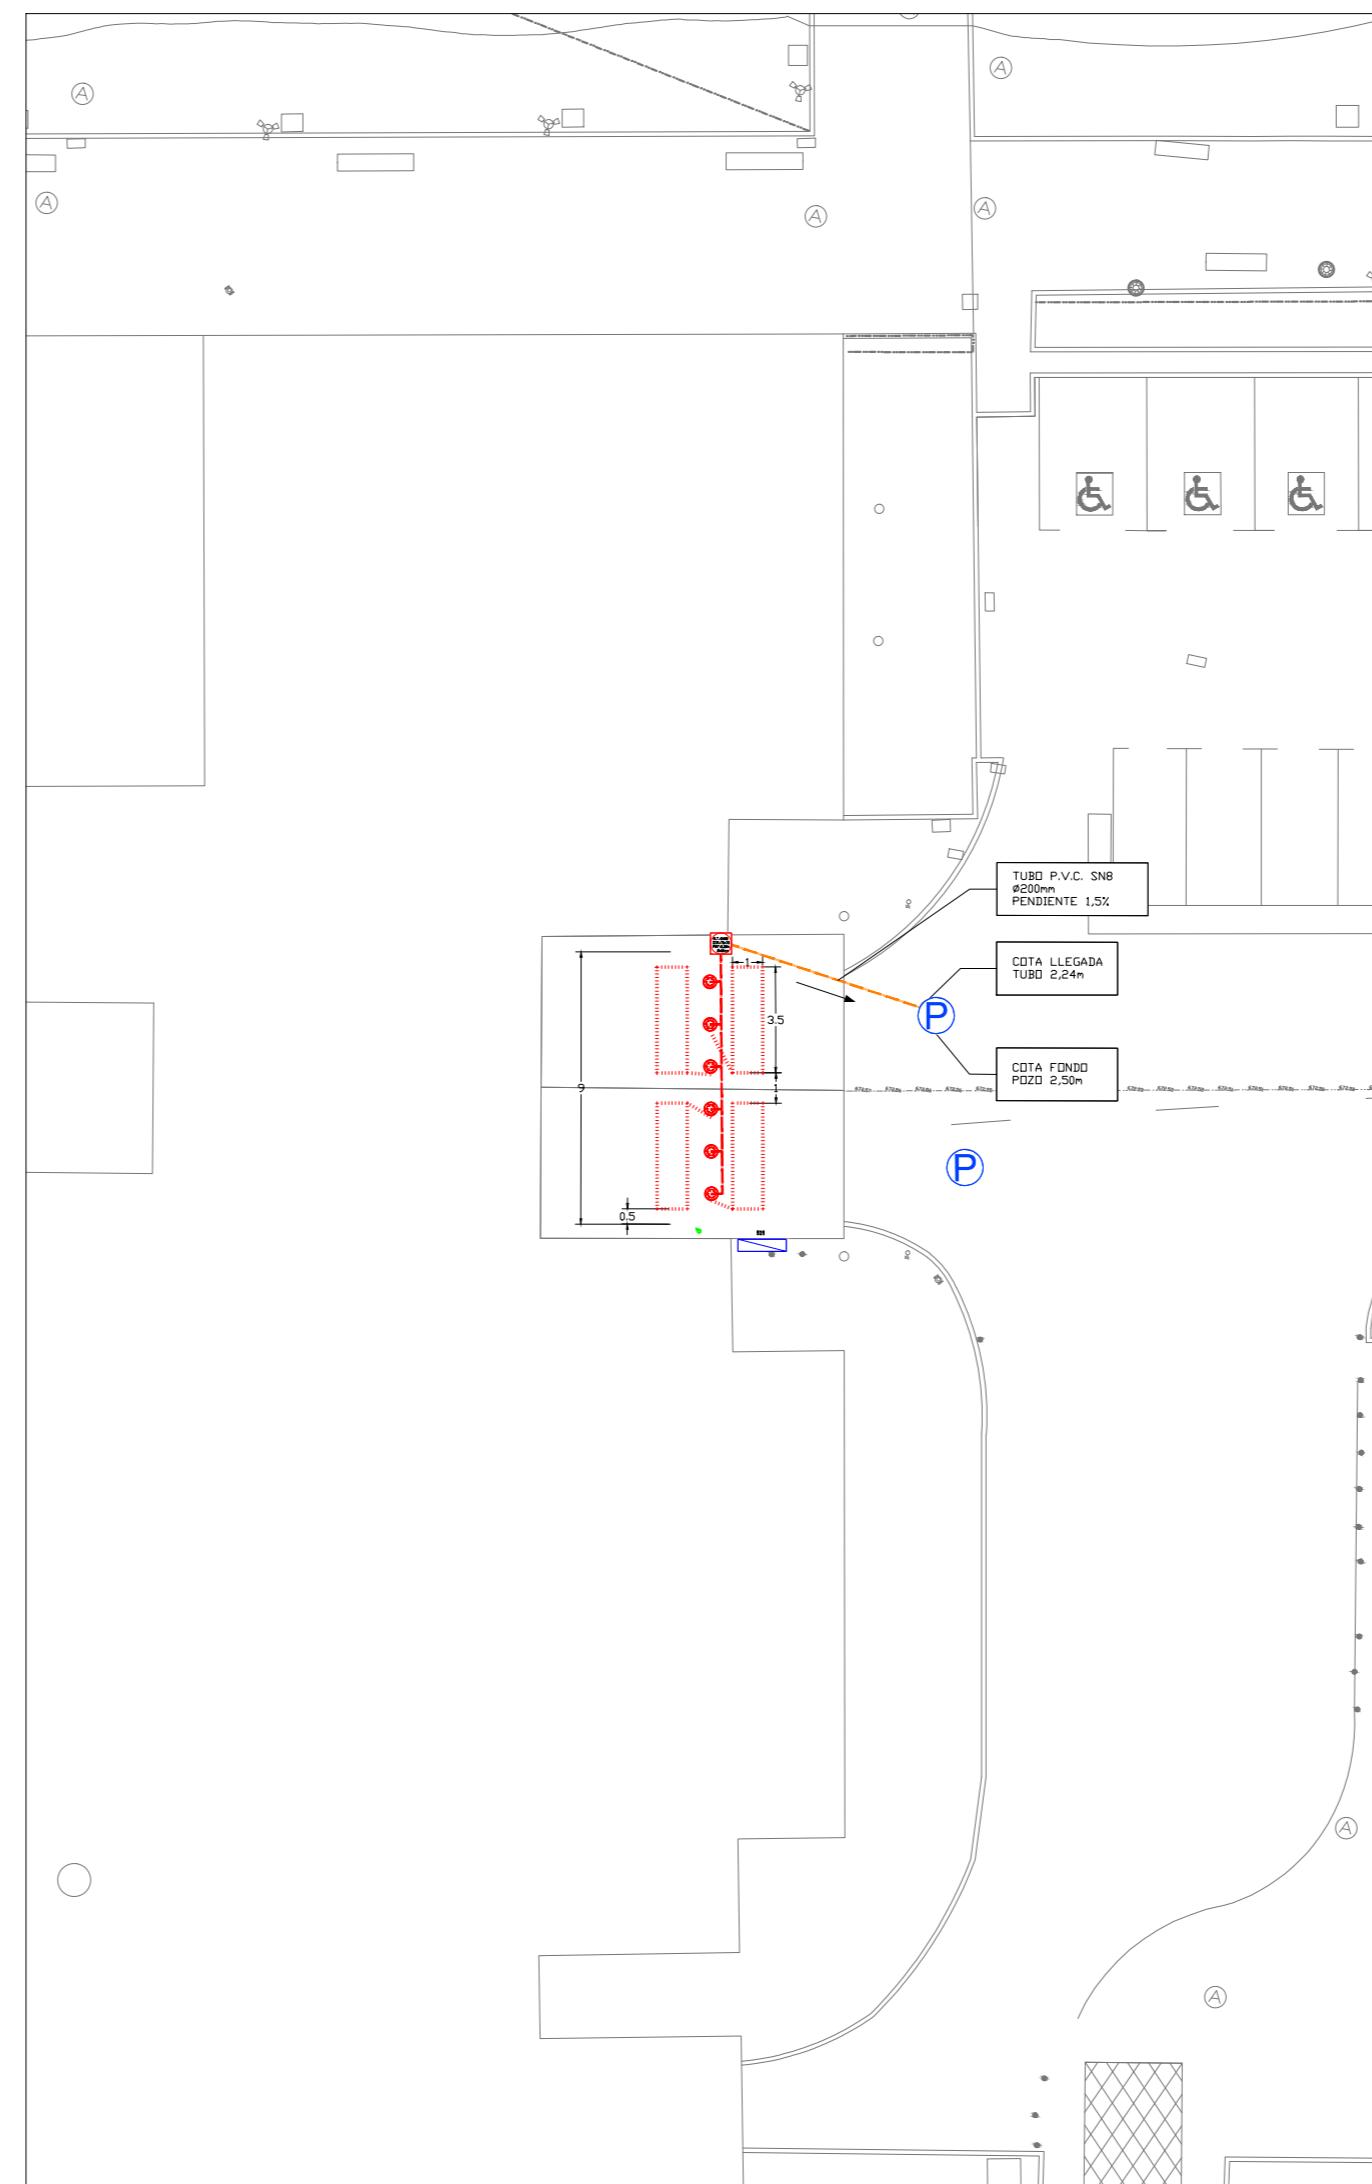 A
A
A
A
A
TUBO P.V.C. SN8
Ø200mm
PENDIENTE 1,5%
COTA LLEGADA
TUBO 2,24m
P
COTA FONDO
POZO 2,50m
P
1
3.5
1
9
0.5
A
A